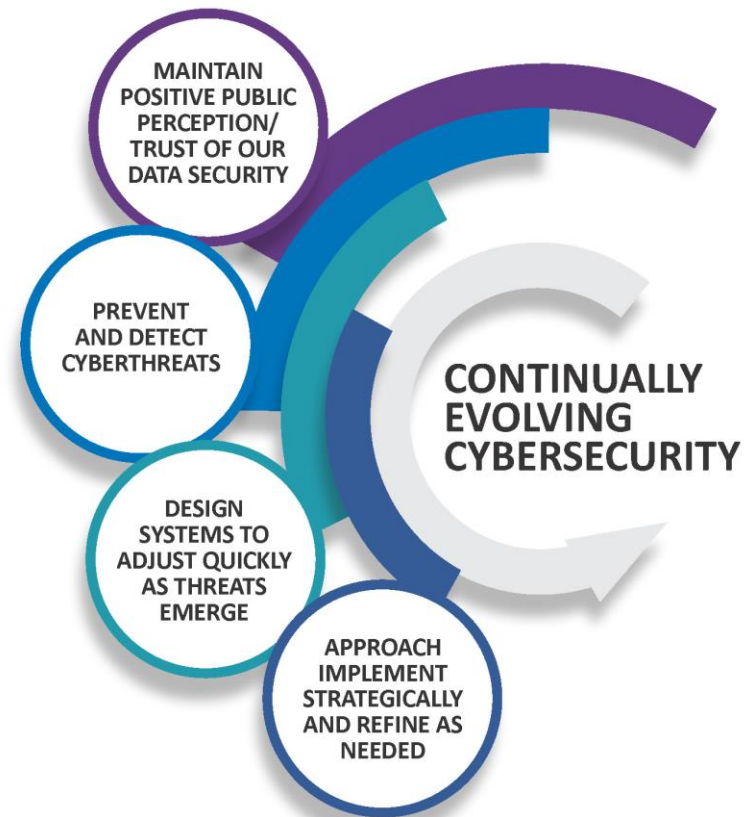 MAINTAIN
POSITIVE PUBLIC
PERCEPTION/
TRUST OF OUR
DATA SECURITY
PREVENT
AND DETECT
CYBERTHREATS
DESIGN
SYSTEMS TO
ADJUST QUICKLY
AS THREATS
EMERGE
APPROACH
IMPLEMENT
STRATEGICALLY
AND REFINE AS
NEEDED
CONTINUALLY
EVOLVING
CYBERSECURITY